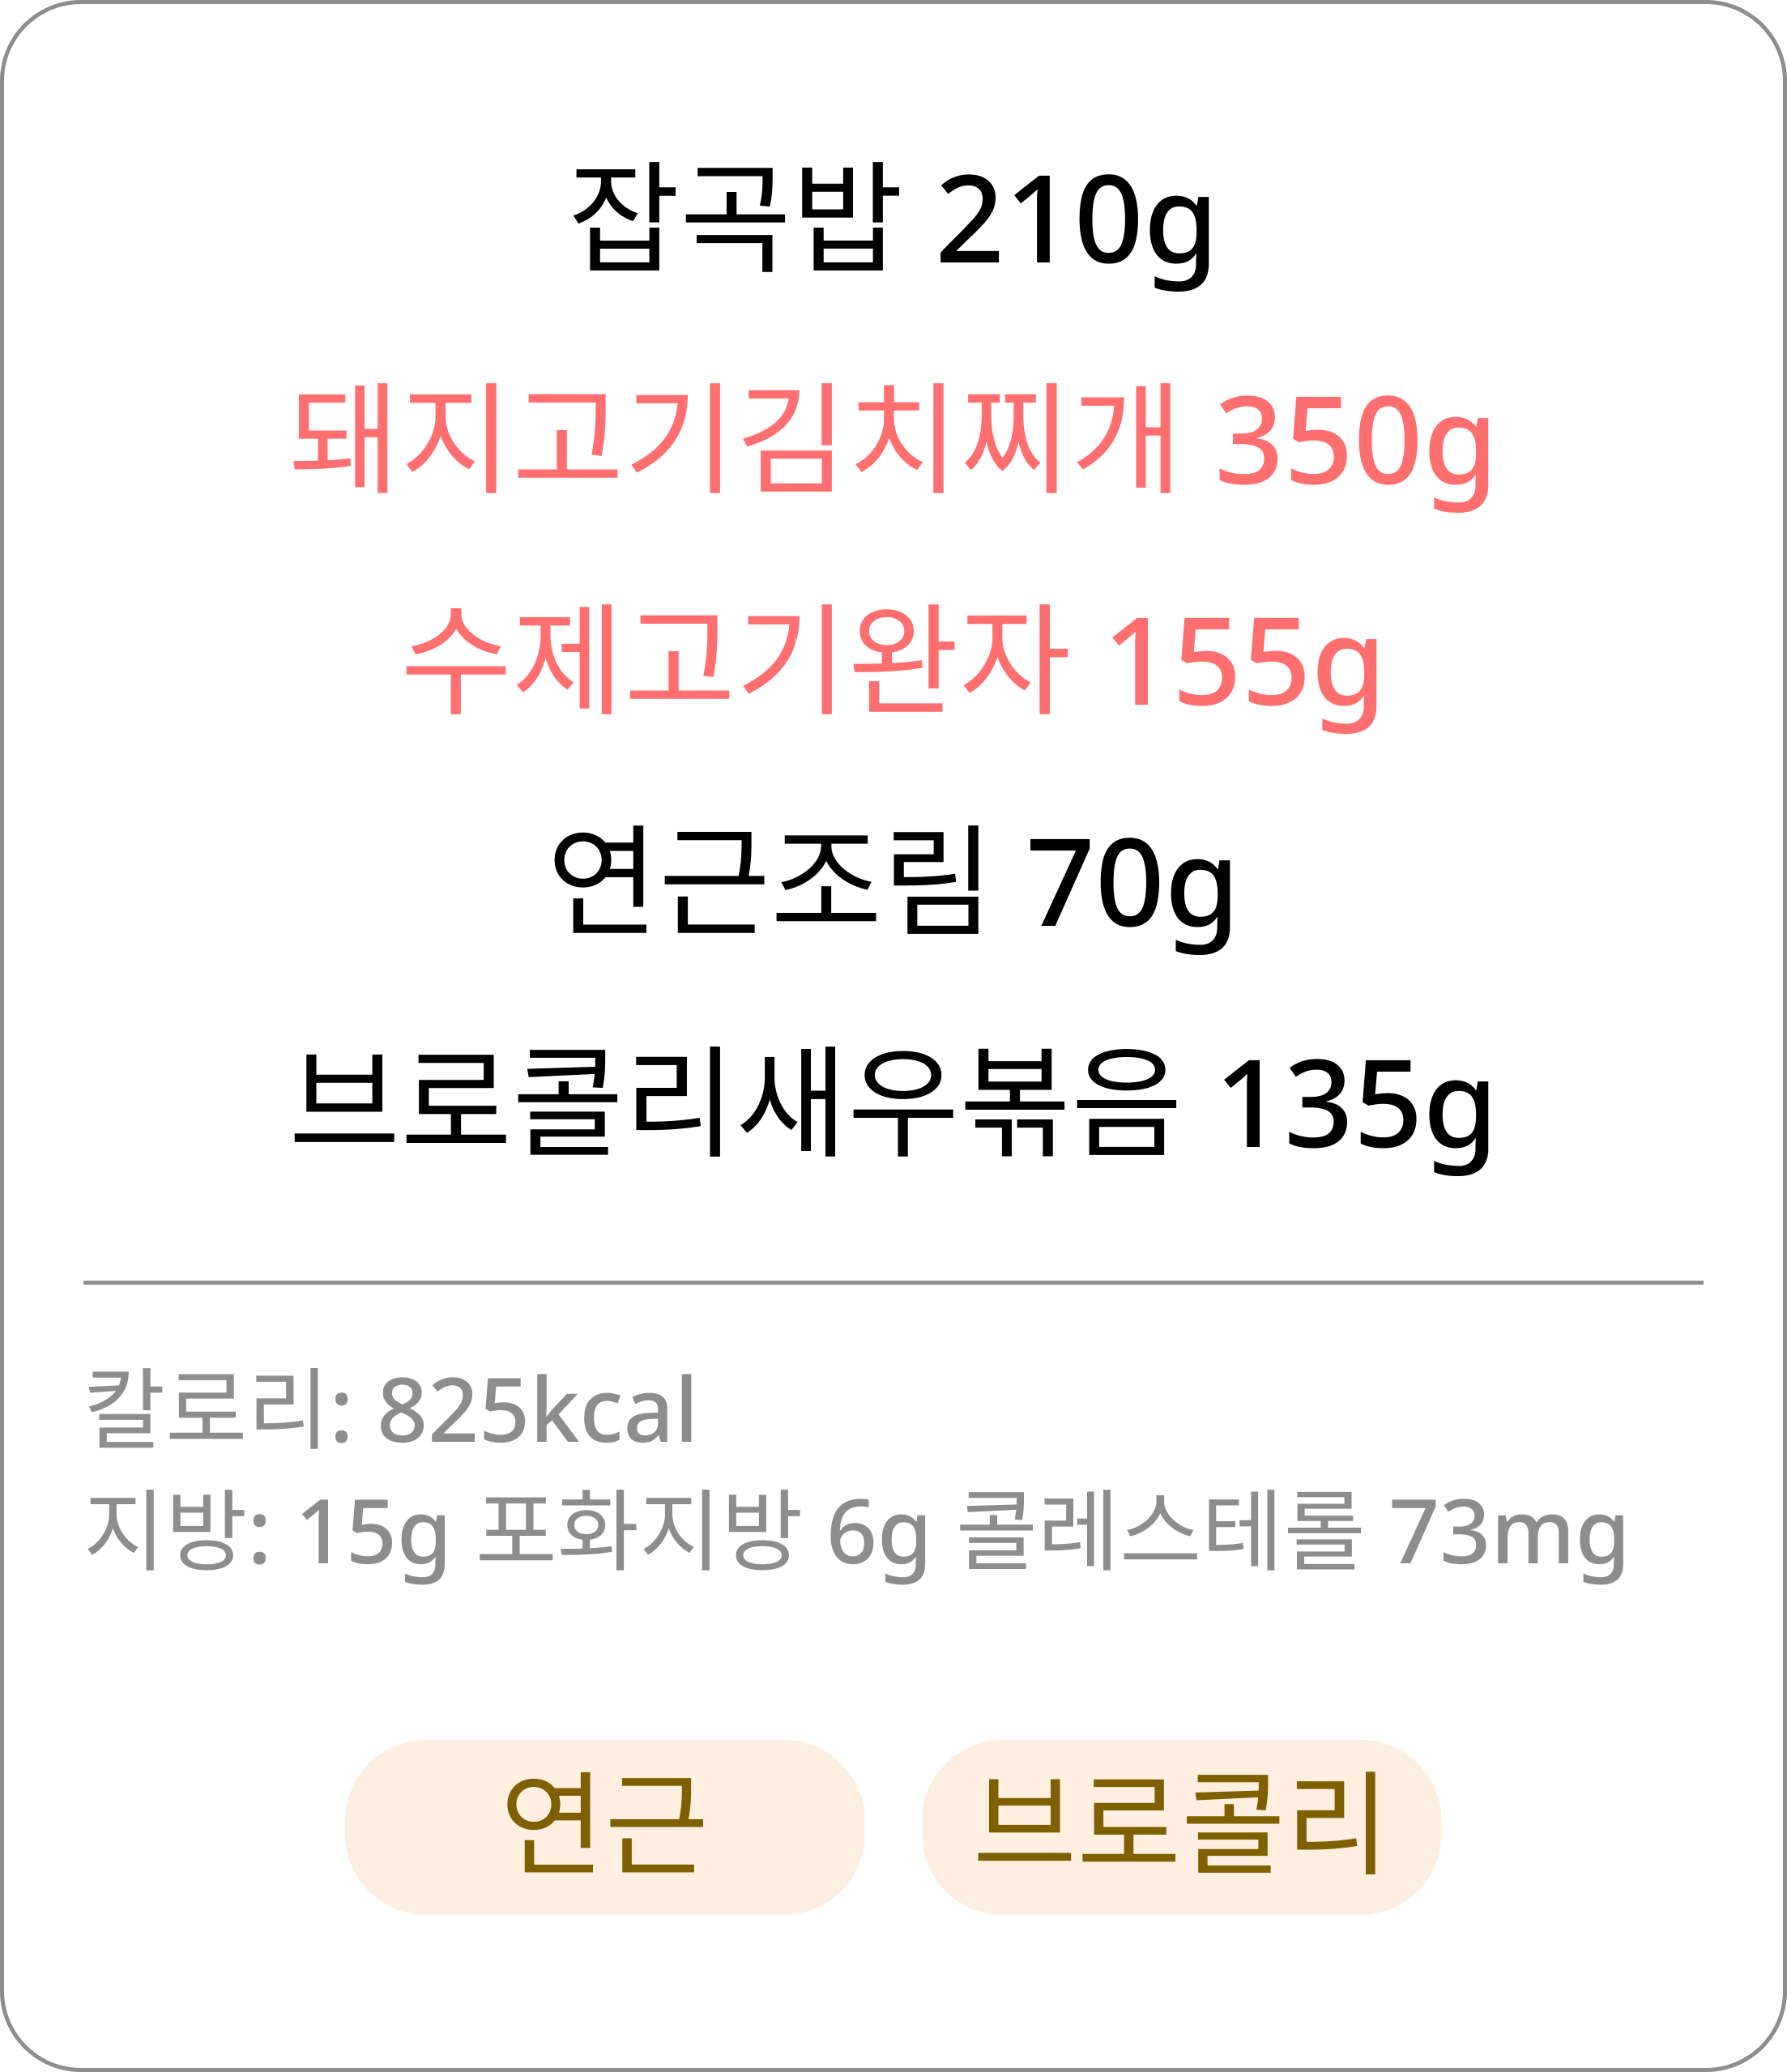 잡곡밥 210g
돼지고기김치찌개 350g
수제고기완자 155g
연근조림 70g
브로콜리새우볶음 135g
칼로리: 825kcal
지방: 15g 포화지방 6g 콜레스테롤 73mg
연근 브로콜리